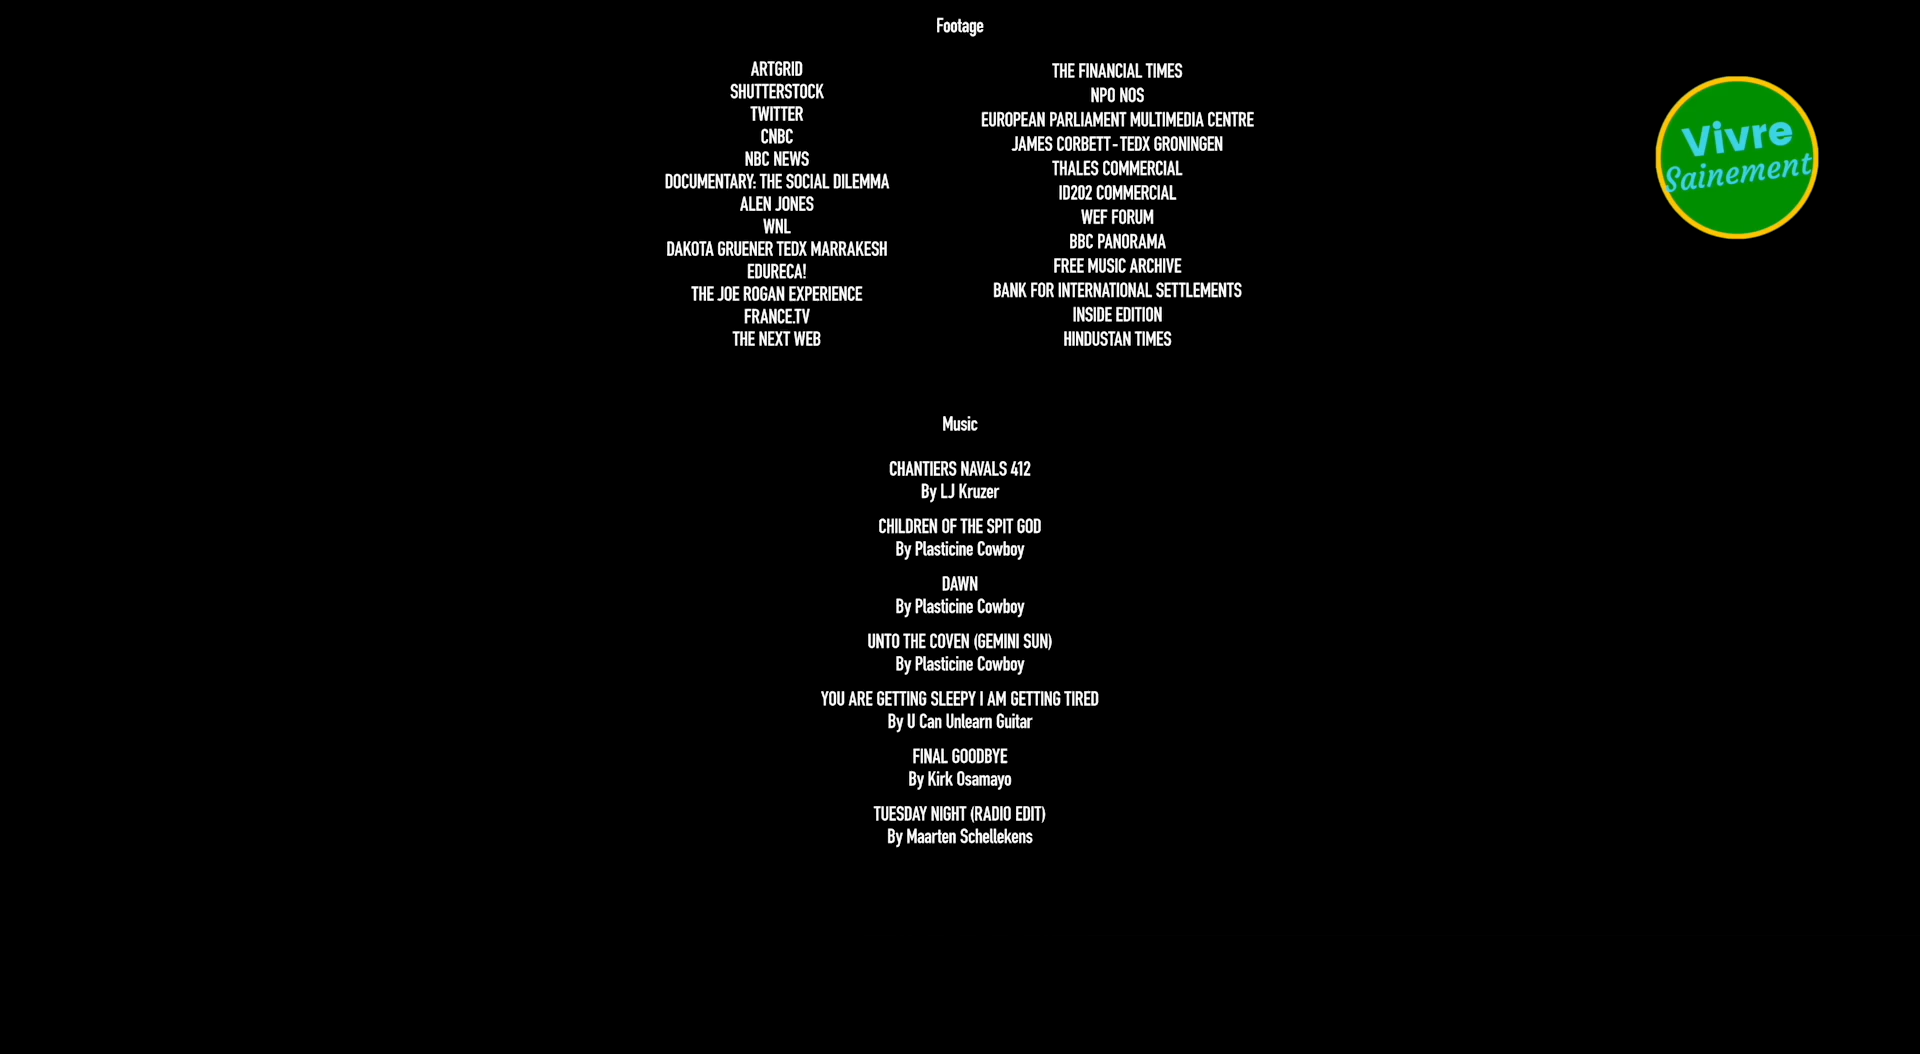 Footage
ARTGRID
SHUTTERSTOCK
TWITTER
CNBC
NBC NEWS
DOCUMENTARY: THE SOCIAL DILEMMA
ALEN JONES
WNL
DAKOTA GRUENER TEDX MARRAKESH
EDURECA!
THE JOE ROGAN EXPERIENCE
FRANCE.TV
THE NEXT WEB
THE FINANCIAL TIMES
NPO NOS
EUROPEAN PARLIAMENT MULTIMEDIA CENTRE
JAMES CORBETT - TEDX GRONINGEN
THALES COMMERCIAL
ID202 COMMERCIAL
WEF FORUM
BBC PANORAMA
FREE MUSIC ARCHIVE
BANK FOR INTERNATIONAL SETTLEMENTS
INSIDE EDITION
HINDUSTAN TIMES
Vivre
Sainement
Music
CHANTIERS NAVALS 412
By LJ Kruzer
CHILDREN OF THE SPIT GOD
By Plasticine Cowboy
DAWN
By Plasticine Cowboy
UNTO THE COVEN (GEMINI SUN)
By Plasticine Cowboy
YOU ARE GETTING SLEEPY I AM GETTING TIRED
By U Can Unlearn Guitar
FINAL GOODBYE
By Kirk Osamayo
TUESDAY NIGHT (RADIO EDIT)
By Maarten Schellekens